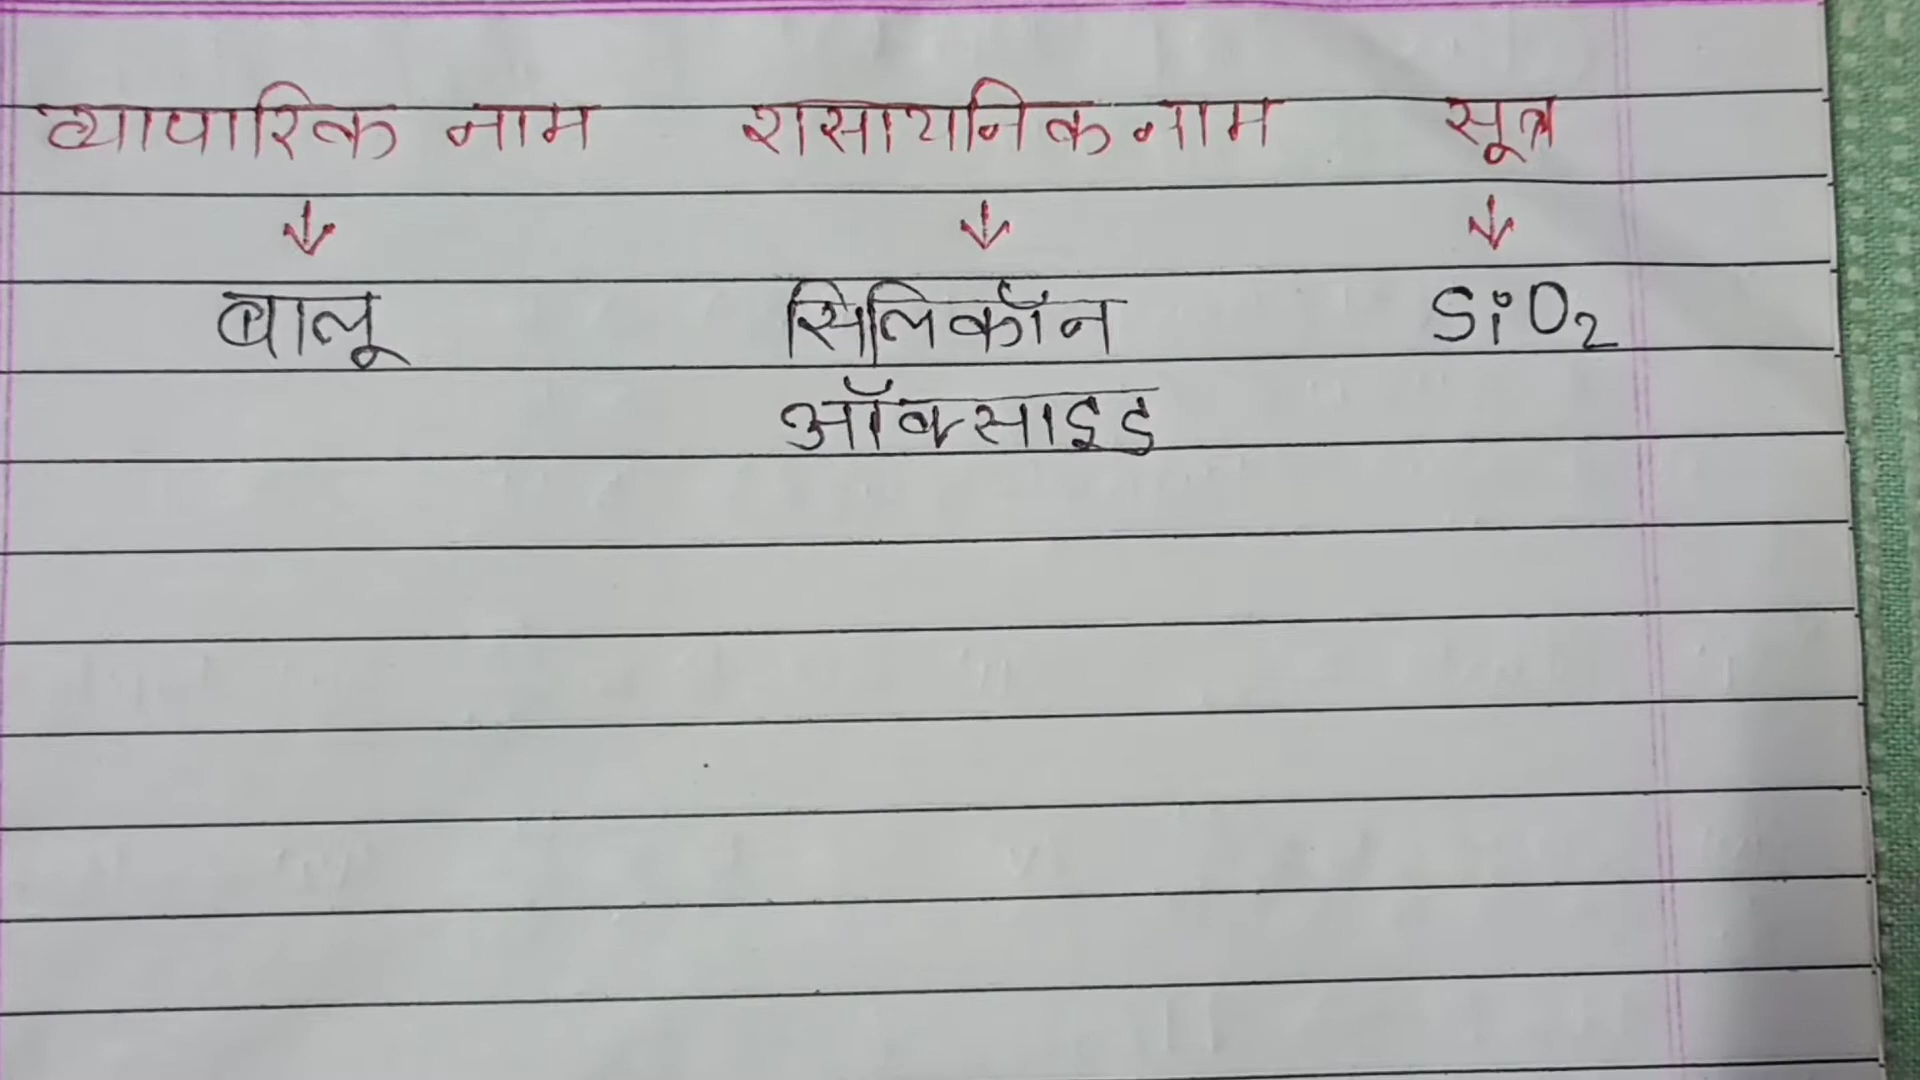 व्यापारिक नाम रासायनिक नाम सूत्र
↓ ↓ ↓
बालू सिलिकॉन SiO₂
ऑक्साइड